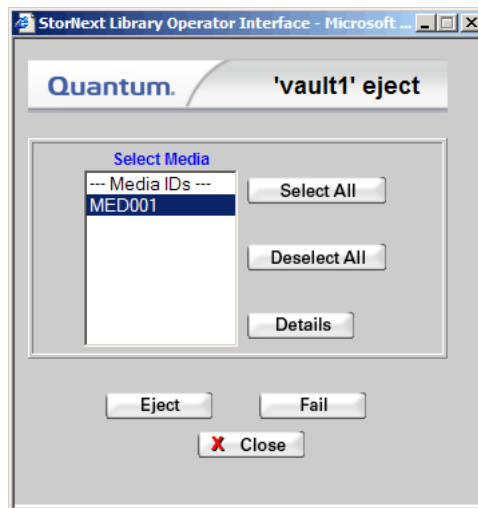 StorNext Library Operator Interface - Microsoft ...
Quantum.
'vault1' eject
Select Media
--- Media IDs ---
MED001
Select All
Deselect All
Details
Eject
Fail
X Close